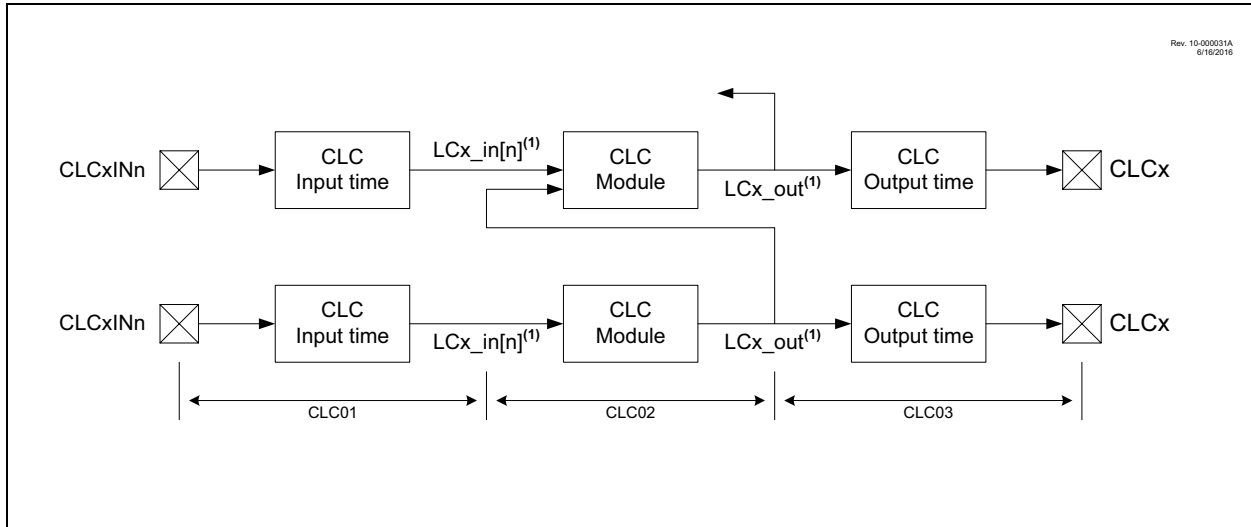 Rev. 10-000031A
6/16/2016
CLCxINn
CLC
Input time
LCx_in[n](1)
CLC
Module
LCx_out(1)
CLC
Output time
CLCx
CLCxINn
CLC
Input time
LCx_in[n](1)
CLC
Module
LCx_out(1)
CLC
Output time
CLCx
CLC01
CLC02
CLC03